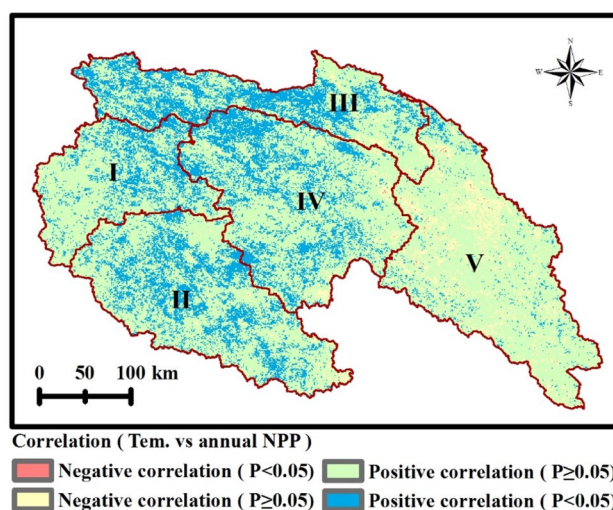 N
W E
S
III
I
IV
V
II
0 50 100 km
Correlation ( Tem. vs annual NPP )
Negative correlation ( P<0.05) Positive correlation ( P≥0.05)
Negative correlation ( P≥0.05) Positive correlation ( P<0.05)